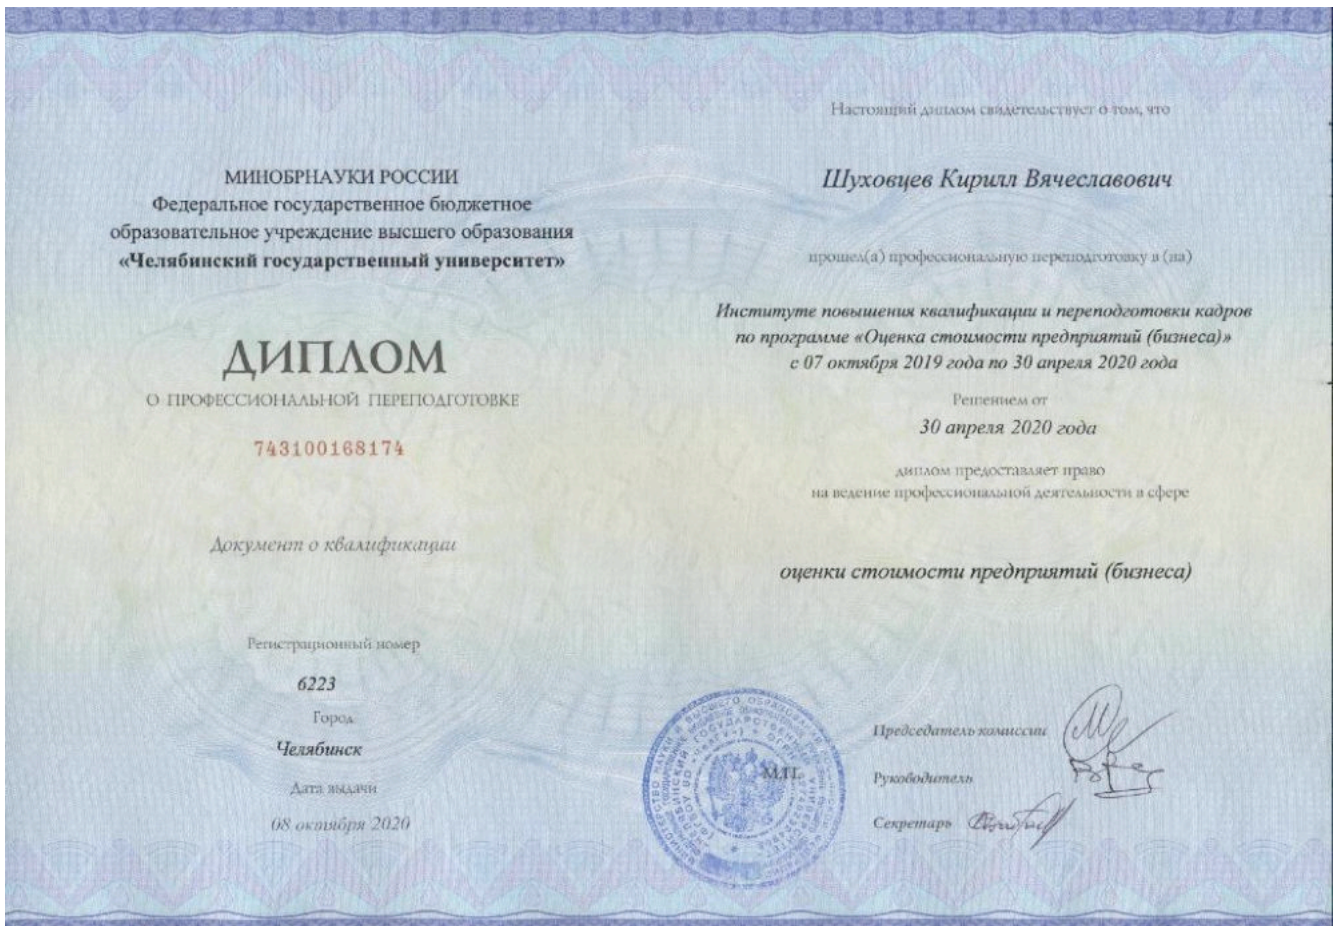 МИНОБРНАУКИ РОССИИ
Федеральное государственное бюджетное
образовательное учреждение высшего образования
«Челябинский государственный университет»
ДИПЛОМ
О ПРОФЕССИОНАЛЬНОЙ ПЕРЕПОДГОТОВКЕ
743100168174
Документ о квалификации
Регистрационный номер
6223
Город
Челябинск
Дата выдачи
08 октября 2020
Настоящий диплом свидетельствует о том, что
Шуховцев Кирилл Вячеславович
прошел(а) профессиональную переподготовку в (на)
Институте повышения квалификации и переподготовки кадров
по программе «Оценка стоимости предприятий (бизнеса)»
с 07 октября 2019 года по 30 апреля 2020 года
Решением от
30 апреля 2020 года
диплом предоставляет право
на ведение профессиональной деятельности в сфере
оценки стоимости предприятий (бизнеса)
М.П.
Председатель комиссии
Руководитель
Секретарь